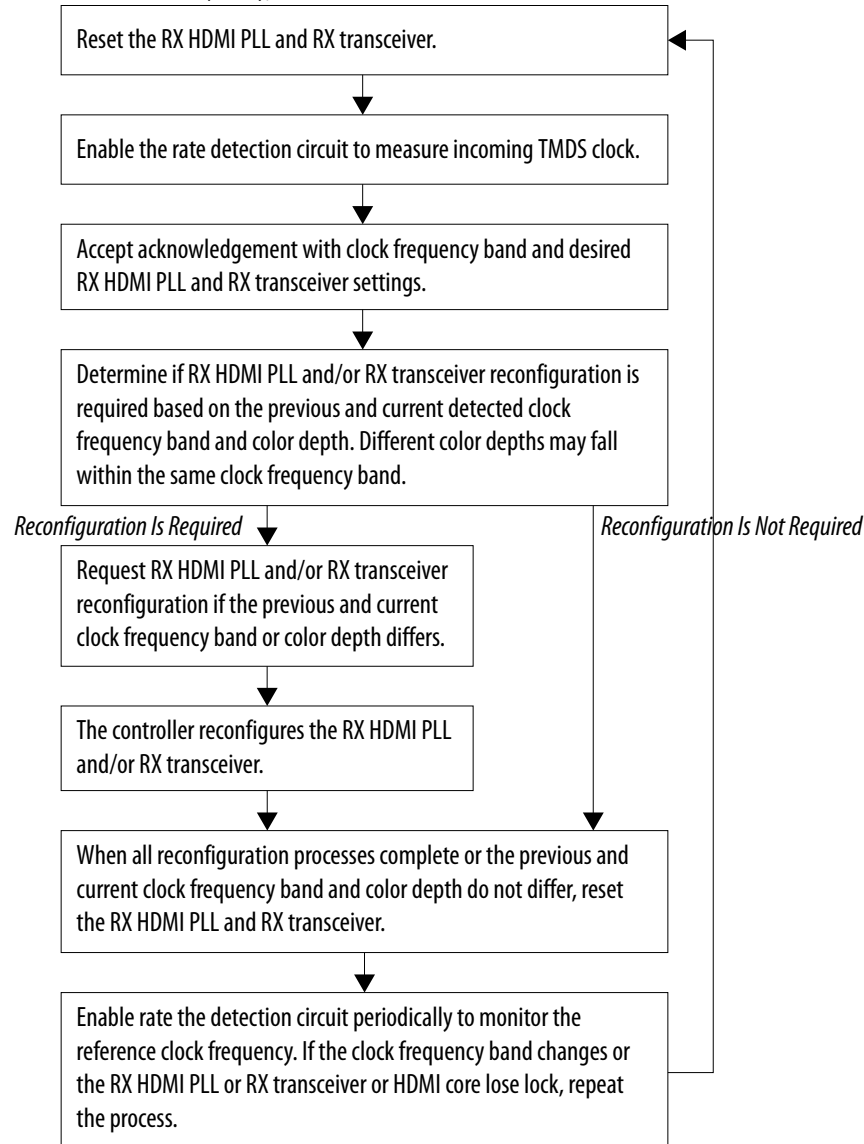 Reset the RX HDMI PLL and RX transceiver.
Enable the rate detection circuit to measure incoming TMDS clock.
Accept acknowledgement with clock frequency band and desired
RX HDMI PLL and RX transceiver settings.
Determine if RX HDMI PLL and/or RX transceiver reconfiguration is
required based on the previous and current detected clock
frequency band and color depth. Different color depths may fall
within the same clock frequency band.
Reconfiguration Is Required
Reconfiguration Is Not Required
Request RX HDMI PLL and/or RX transceiver
reconfiguration if the previous and current
clock frequency band or color depth differs.
The controller reconfigures the RX HDMI PLL
and/or RX transceiver.
When all reconfiguration processes complete or the previous and
current clock frequency band and color depth do not differ, reset
the RX HDMI PLL and RX transceiver.
Enable rate the detection circuit periodically to monitor the
reference clock frequency. If the clock frequency band changes or
the RX HDMI PLL or RX transceiver or HDMI core lose lock, repeat
the process.